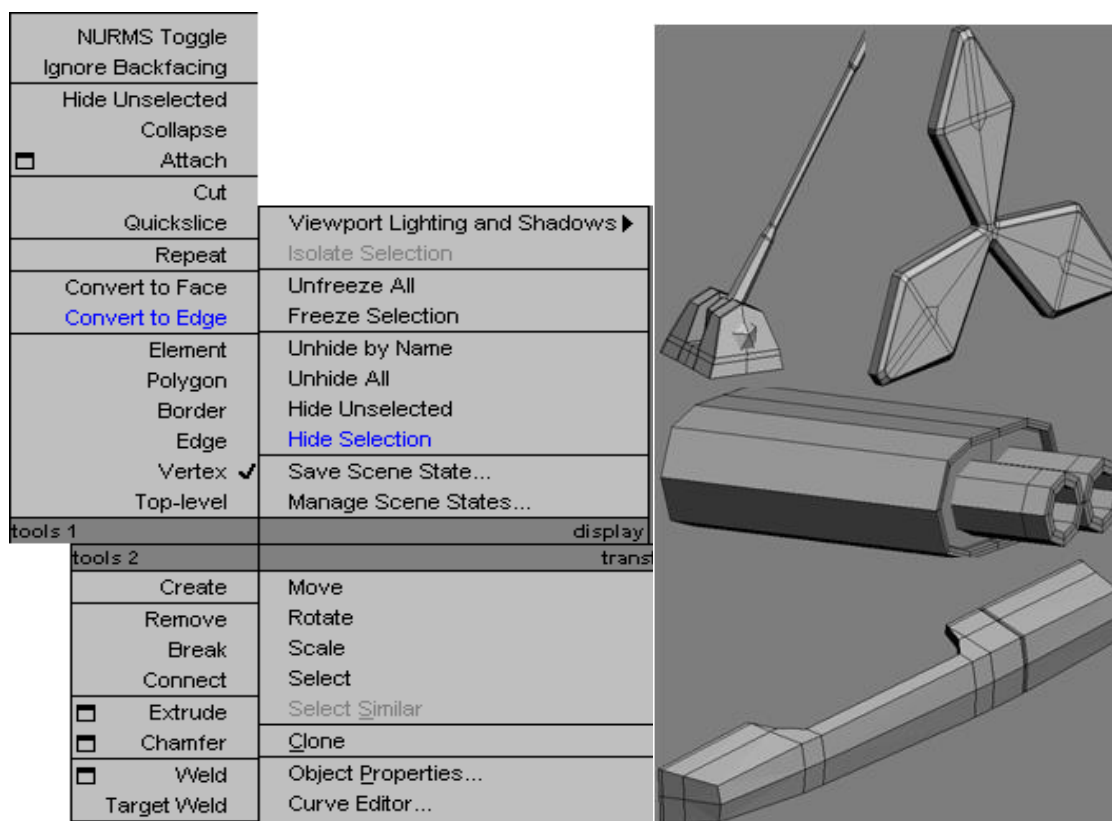 NURMS Toggle
Ignore Backfacing
Hide Unselected
Collapse
Attach
Cut
Quickslice
Repeat
Convert to Face
Convert to Edge
Element
Polygon
Border
Edge
Vertex
Top-level
tools 1
Viewport Lighting and Shadows
Isolate Selection
Unfreeze All
Freeze Selection
Unhide by Name
Unhide All
Hide Unselected
Hide Selection
Save Scene State...
Manage Scene States...
display
tools 2
Create
Remove
Break
Connect
Extrude
Chamfer
Weld
Target Weld
transf
Move
Rotate
Scale
Select
Select Similar
Clone
Object Properties...
Curve Editor...